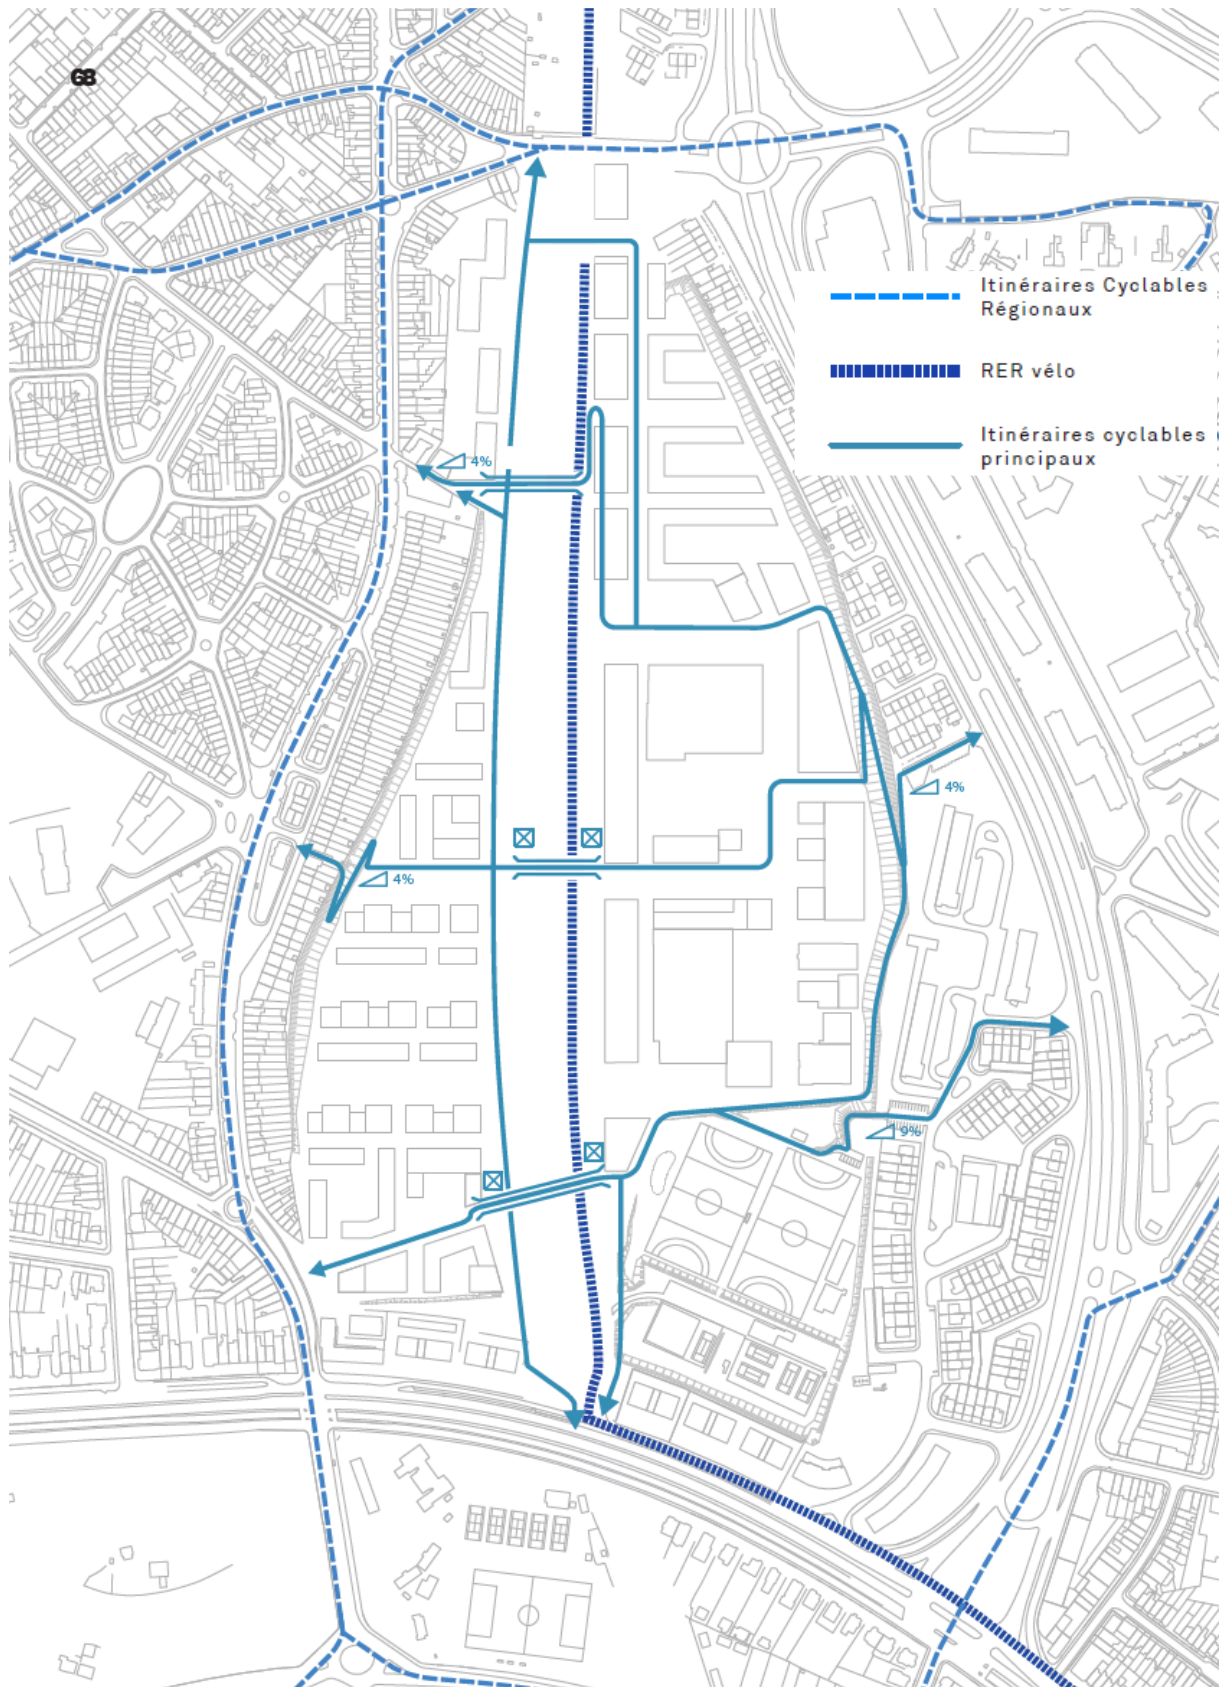 68
Itinéraires Cyclables
Régionaux
RER vélo
Itinéraires cyclables
principaux
4%
4%
4%
9%